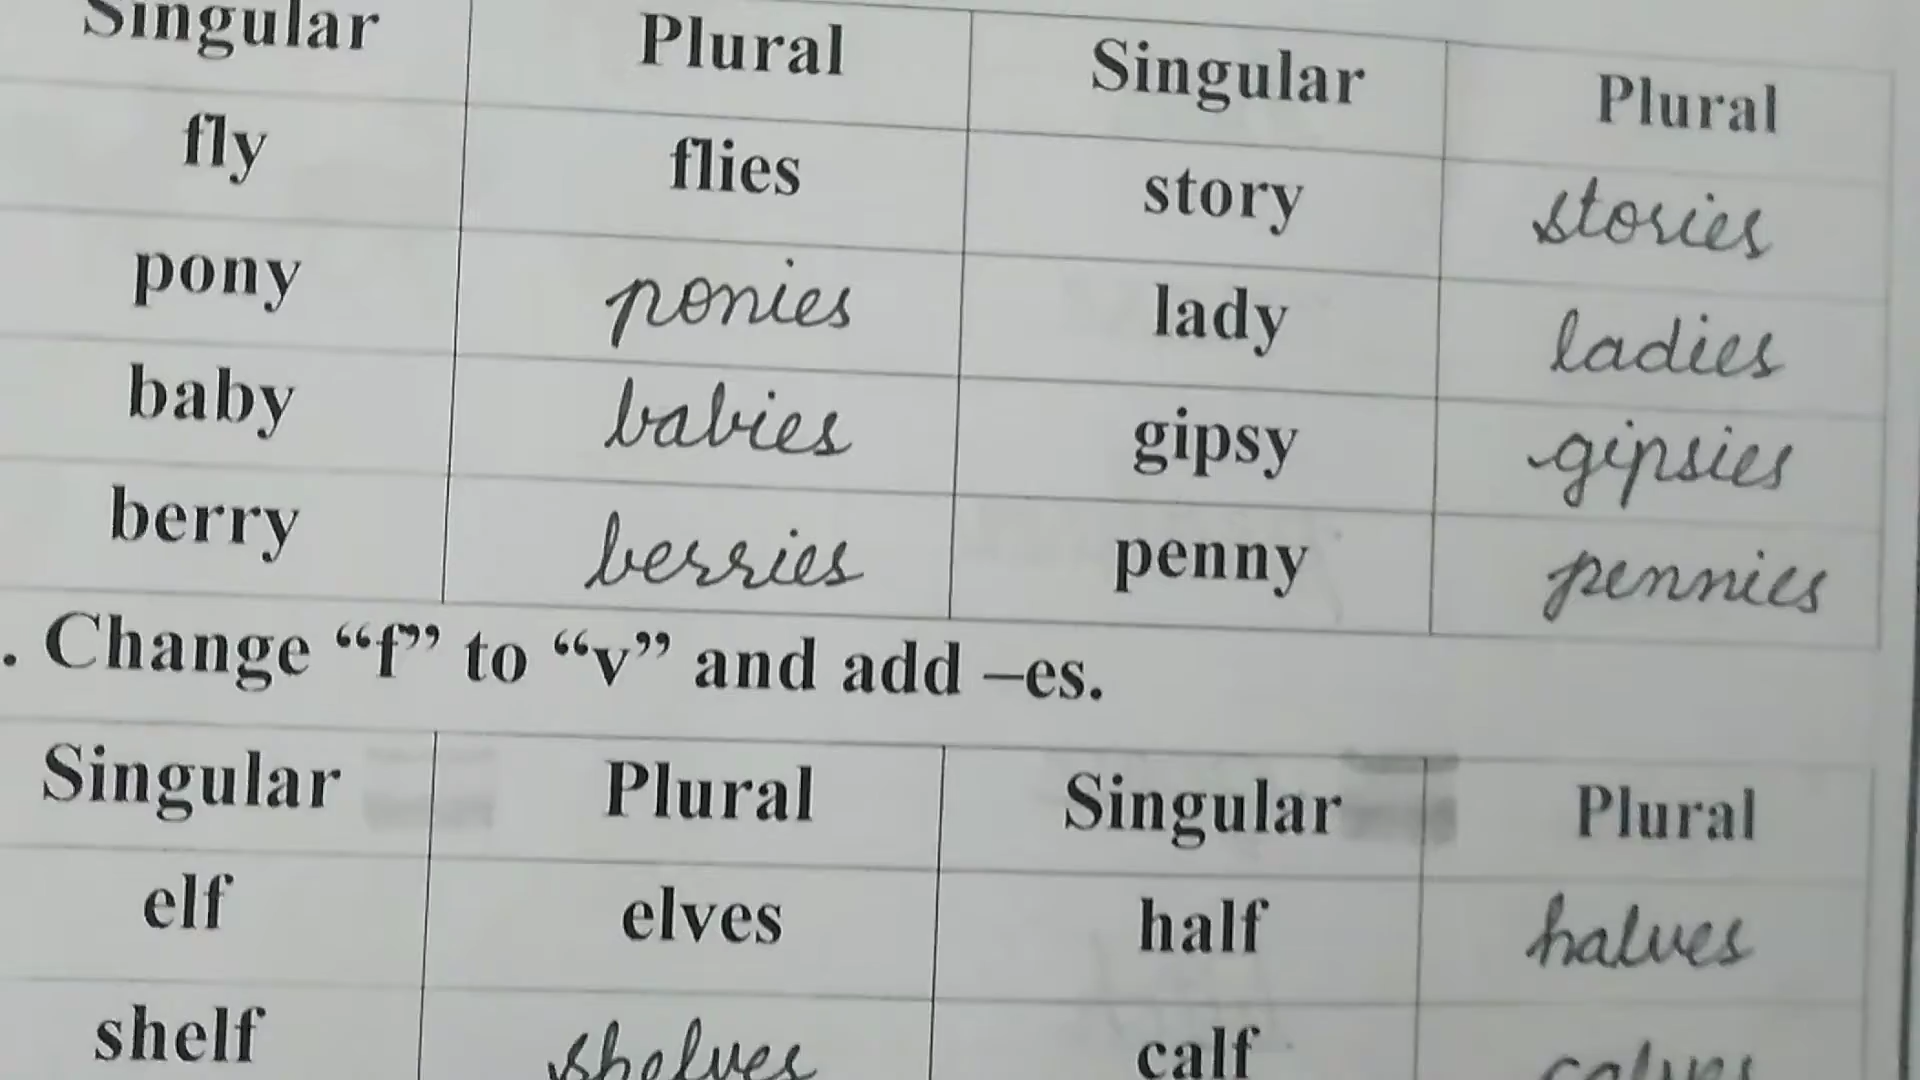 Singular Plural Singular Plural
fly flies story stories
pony ponies lady ladies
baby babies gipsy gipsies
berry berries penny pennies
. Change “f” to “v” and add –es.
Singular Plural Singular Plural
elf elves half halves
shelf shelves calf calves